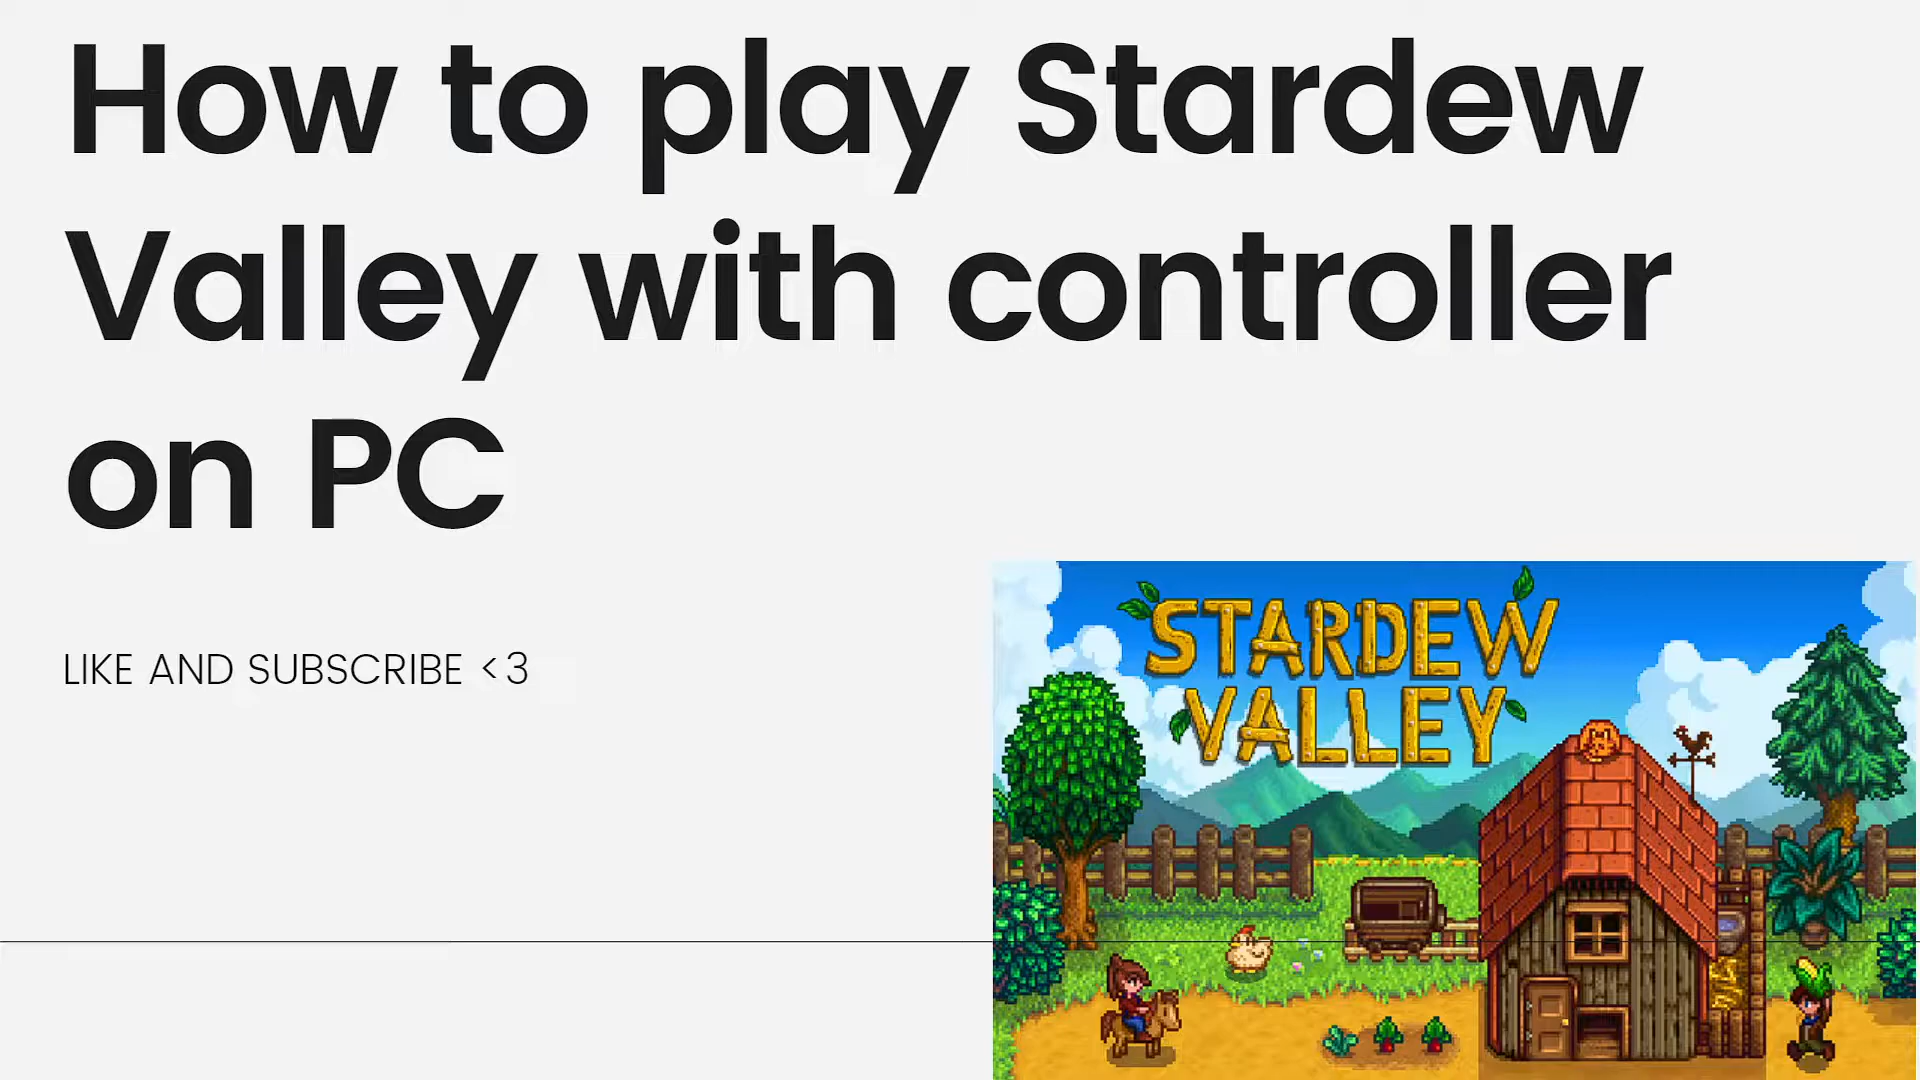 How to play Stardew
Valley with controller
on PC
LIKE AND SUBSCRIBE <3
STARDEW
VALLEY